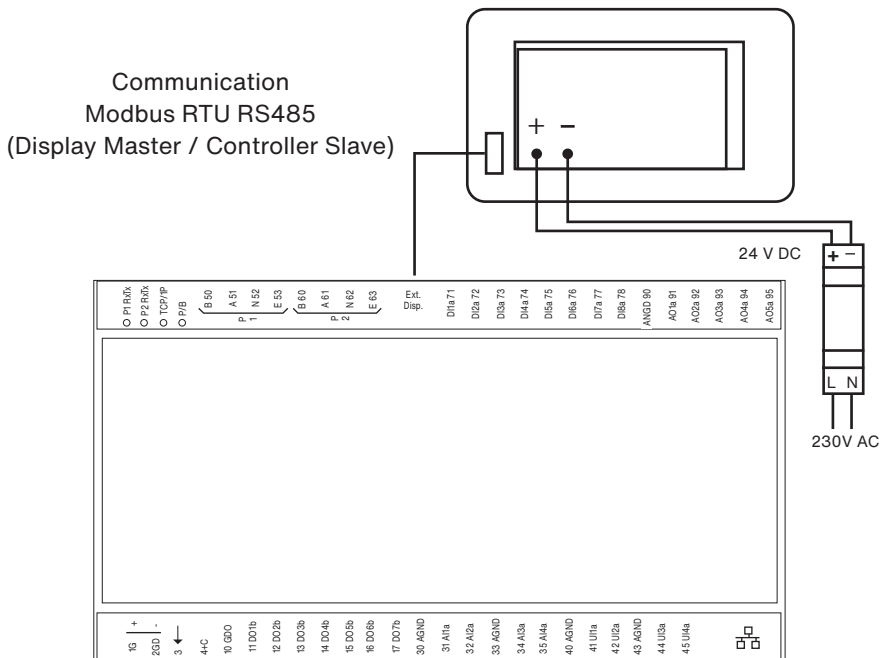 Communication
Modbus RTU RS485
(Display Master / Controller Slave)
+ −
24 V DC
+ −
L N
230V AC
P1 RxTx
P2 RxTx
TCP/1P
P/B
B 50
A 51
N 52
E 53
P 1
B 60
A 61
N 62
E 63
P 2
Ext.
Disp.
DI1a 71
DI2a 72
DI3a 73
DI4a 74
DI5a 75
DI6a 76
DI7a 77
DI8a 78
ANGD 90
AO1a 91
AO2a 92
AO3a 93
AO4a 94
AO5a 95
1G +
2GD -
3
4+C
10 GDO
11 DO1b
12 DO2b
13 DO3b
14 DO4b
15 DO5b
16 DO6b
17 DO7b
30 AGND
31 AI1a
32 AI2a
33 AGND
34 AI3a
35 AI4a
40 AGND
41 UI1a
42 UI2a
43 AGND
44 UI3a
45 UI4a